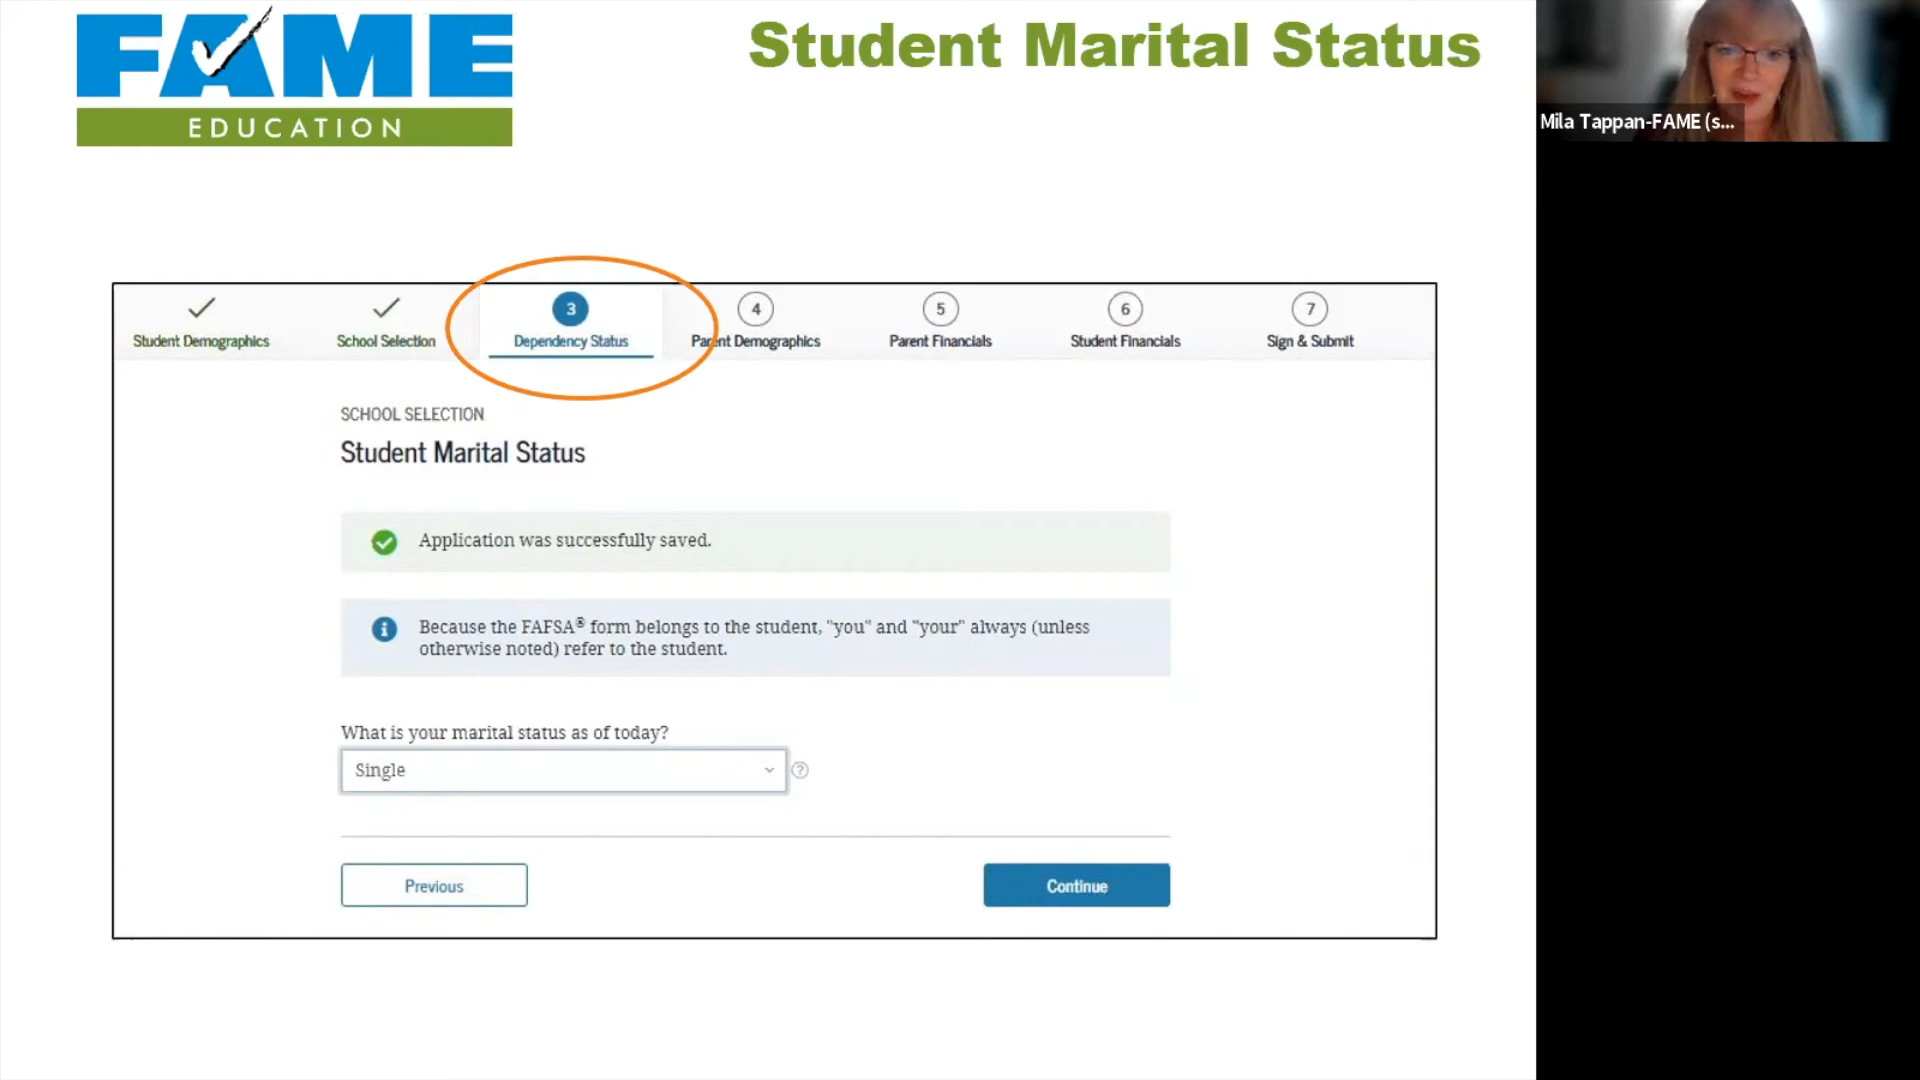 FAME
EDUCATION
Student Marital Status
Mila Tappan-FAME (s...
3
4
5
6
7
Student Demographics
School Selection
Dependency Status
Parent Demographics
Parent Financials
Student Financials
Sign & Submit
SCHOOL SELECTION
Student Marital Status
Application was successfully saved.
Because the FAFSA® form belongs to the student, "you" and "your" always (unless
otherwise noted) refer to the student.
What is your marital status as of today?
Single
?
Previous
Continue